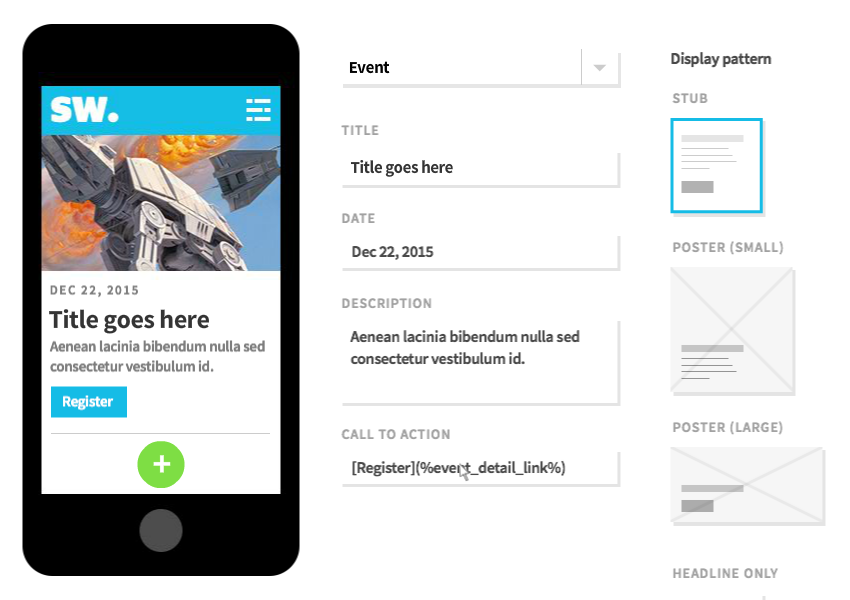 SW.
DEC 22, 2015
Title goes here
Aenean lacinia bibendum nulla sed
consectetur vestibulum id.
Register
+
Event
TITLE
Title goes here
DATE
Dec 22, 2015
DESCRIPTION
Aenean lacinia bibendum nulla sed
consectetur vestibulum id.
CALL TO ACTION
[Register](%event_detail_link%)
Display pattern
STUB
POSTER (SMALL)
POSTER (LARGE)
HEADLINE ONLY